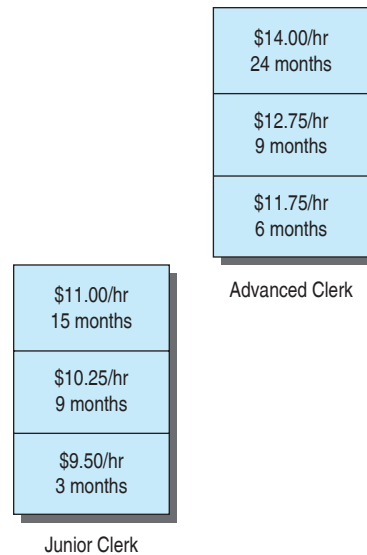 $14.00/hr
24 months
$12.75/hr
9 months
$11.75/hr
6 months
Advanced Clerk
$11.00/hr
15 months
$10.25/hr
9 months
$9.50/hr
3 months
Junior Clerk